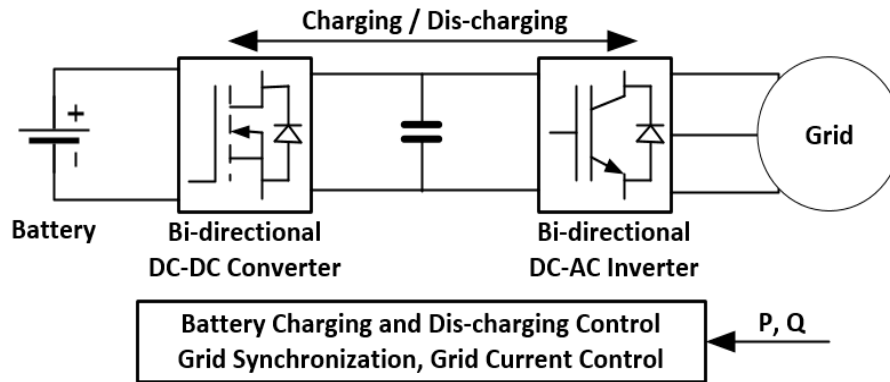 Charging / Dis-charging
+
-
Grid
Battery
Bi-directional
DC-DC Converter
Bi-directional
DC-AC Inverter
Battery Charging and Dis-charging Control
Grid Synchronization, Grid Current Control
P, Q